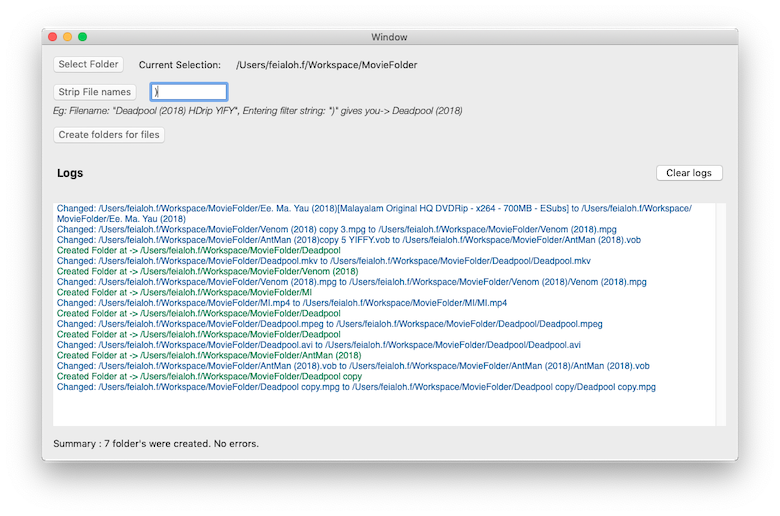 Window
Select Folder Current Selection: /Users/feialoh.f/Workspace/MovieFolder
Strip File names )
Eg: Filename: "Deadpool (2018) HDrip YIFY", Entering filter string: ")" gives you-> Deadpool (2018)
Create folders for files
Logs Clear logs
Changed: /Users/feialoh.f/Workspace/MovieFolder/Ee. Ma. Yau (2018)[Malayalam Original HQ DVDRip - x264 - 700MB - ESubs] to /Users/feialoh.f/Workspace/
MovieFolder/Ee. Ma. Yau (2018)
Changed: /Users/feialoh.f/Workspace/MovieFolder/Venom (2018) copy 3.mpg to /Users/feialoh.f/Workspace/MovieFolder/Venom (2018).mpg
Changed: /Users/feialoh.f/Workspace/MovieFolder/AntMan (2018)copy 5 YIFFY.vob to /Users/feialoh.f/Workspace/MovieFolder/AntMan (2018).vob
Created Folder at -> /Users/feialoh.f/Workspace/MovieFolder/Deadpool
Changed: /Users/feialoh.f/Workspace/MovieFolder/Deadpool.mkv to /Users/feialoh.f/Workspace/MovieFolder/Deadpool/Deadpool.mkv
Created Folder at -> /Users/feialoh.f/Workspace/MovieFolder/Venom (2018)
Changed: /Users/feialoh.f/Workspace/MovieFolder/Venom (2018).mpg to /Users/feialoh.f/Workspace/MovieFolder/Venom (2018)/Venom (2018).mpg
Created Folder at -> /Users/feialoh.f/Workspace/MovieFolder/MI
Changed: /Users/feialoh.f/Workspace/MovieFolder/MI.mp4 to /Users/feialoh.f/Workspace/MovieFolder/MI/MI.mp4
Created Folder at -> /Users/feialoh.f/Workspace/MovieFolder/Deadpool
Changed: /Users/feialoh.f/Workspace/MovieFolder/Deadpool.mpeg to /Users/feialoh.f/Workspace/MovieFolder/Deadpool/Deadpool.mpeg
Created Folder at -> /Users/feialoh.f/Workspace/MovieFolder/Deadpool
Changed: /Users/feialoh.f/Workspace/MovieFolder/Deadpool.avi to /Users/feialoh.f/Workspace/MovieFolder/Deadpool/Deadpool.avi
Created Folder at -> /Users/feialoh.f/Workspace/MovieFolder/AntMan (2018)
Changed: /Users/feialoh.f/Workspace/MovieFolder/AntMan (2018).vob to /Users/feialoh.f/Workspace/MovieFolder/AntMan (2018)/AntMan (2018).vob
Created Folder at -> /Users/feialoh.f/Workspace/MovieFolder/Deadpool copy
Changed: /Users/feialoh.f/Workspace/MovieFolder/Deadpool copy.mpg to /Users/feialoh.f/Workspace/MovieFolder/Deadpool copy/Deadpool copy.mpg
Summary : 7 folder's were created. No errors.